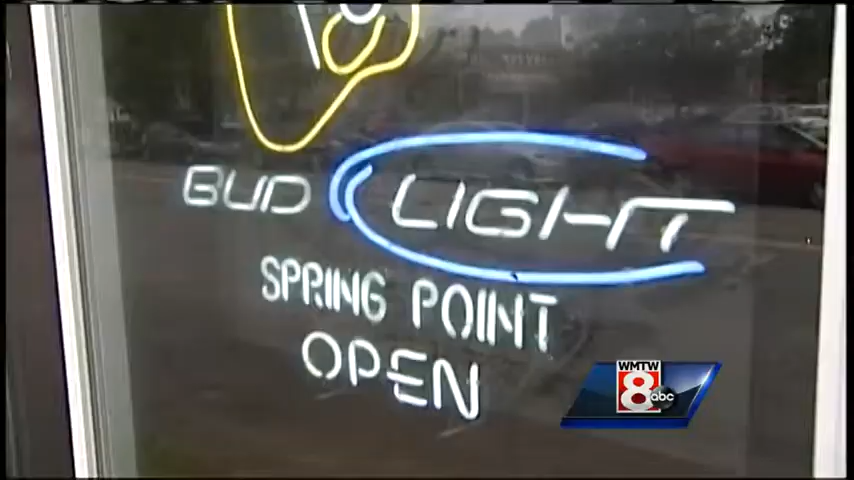 BUD LIGHT
SPRING POINT
OPEN
WMTW
8 abc